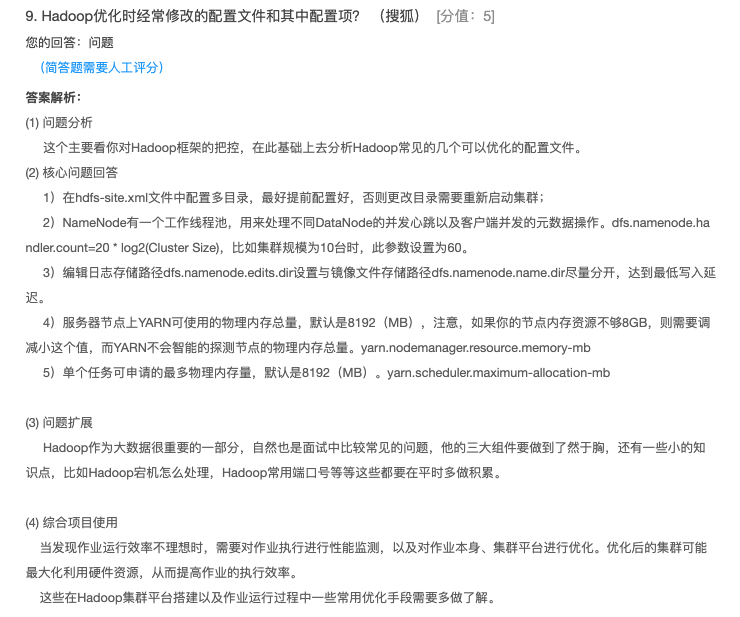 9. Hadoop优化时经常修改的配置文件和其中配置项？ （搜狐） [分值：5]
您的回答：问题
（简答题需要人工评分）
答案解析：
(1) 问题分析
这个主要看你对Hadoop框架的把控，在此基础上去分析Hadoop常见的几个可以优化的配置文件。
(2) 核心问题回答
1）在hdfs-site.xml文件中配置多目录，最好提前配置好，否则更改目录需要重新启动集群；
2）NameNode有一个工作线程池，用来处理不同DataNode的并发心跳以及客户端并发的元数据操作。dfs.namenode.ha
ndler.count=20 * log2(Cluster Size)，比如集群规模为10台时，此参数设置为60。
3）编辑日志存储路径dfs.namenode.edits.dir设置与镜像文件存储路径dfs.namenode.name.dir尽量分开，达到最低写入延
迟。
4）服务器节点上YARN可使用的物理内存总量，默认是8192（MB），注意，如果你的节点内存资源不够8GB，则需要调
减小这个值，而YARN不会智能的探测节点的物理内存总量。yarn.nodemanager.resource.memory-mb
5）单个任务可申请的最多物理内存量，默认是8192（MB）。yarn.scheduler.maximum-allocation-mb
(3) 问题扩展
Hadoop作为大数据很重要的一部分，自然也是面试中比较常见的问题，他的三大组件要做到了然于胸，还有一些小的知
识点，比如Hadoop宕机怎么处理，Hadoop常用端口号等等这些都要在平时多做积累。
(4) 综合项目使用
当发现作业运行效率不理想时，需要对作业执行进行性能监测，以及对作业本身、集群平台进行优化。优化后的集群可能
最大化利用硬件资源，从而提高作业的执行效率。
这些在Hadoop集群平台搭建以及作业运行过程中一些常用优化手段需要多做了解。